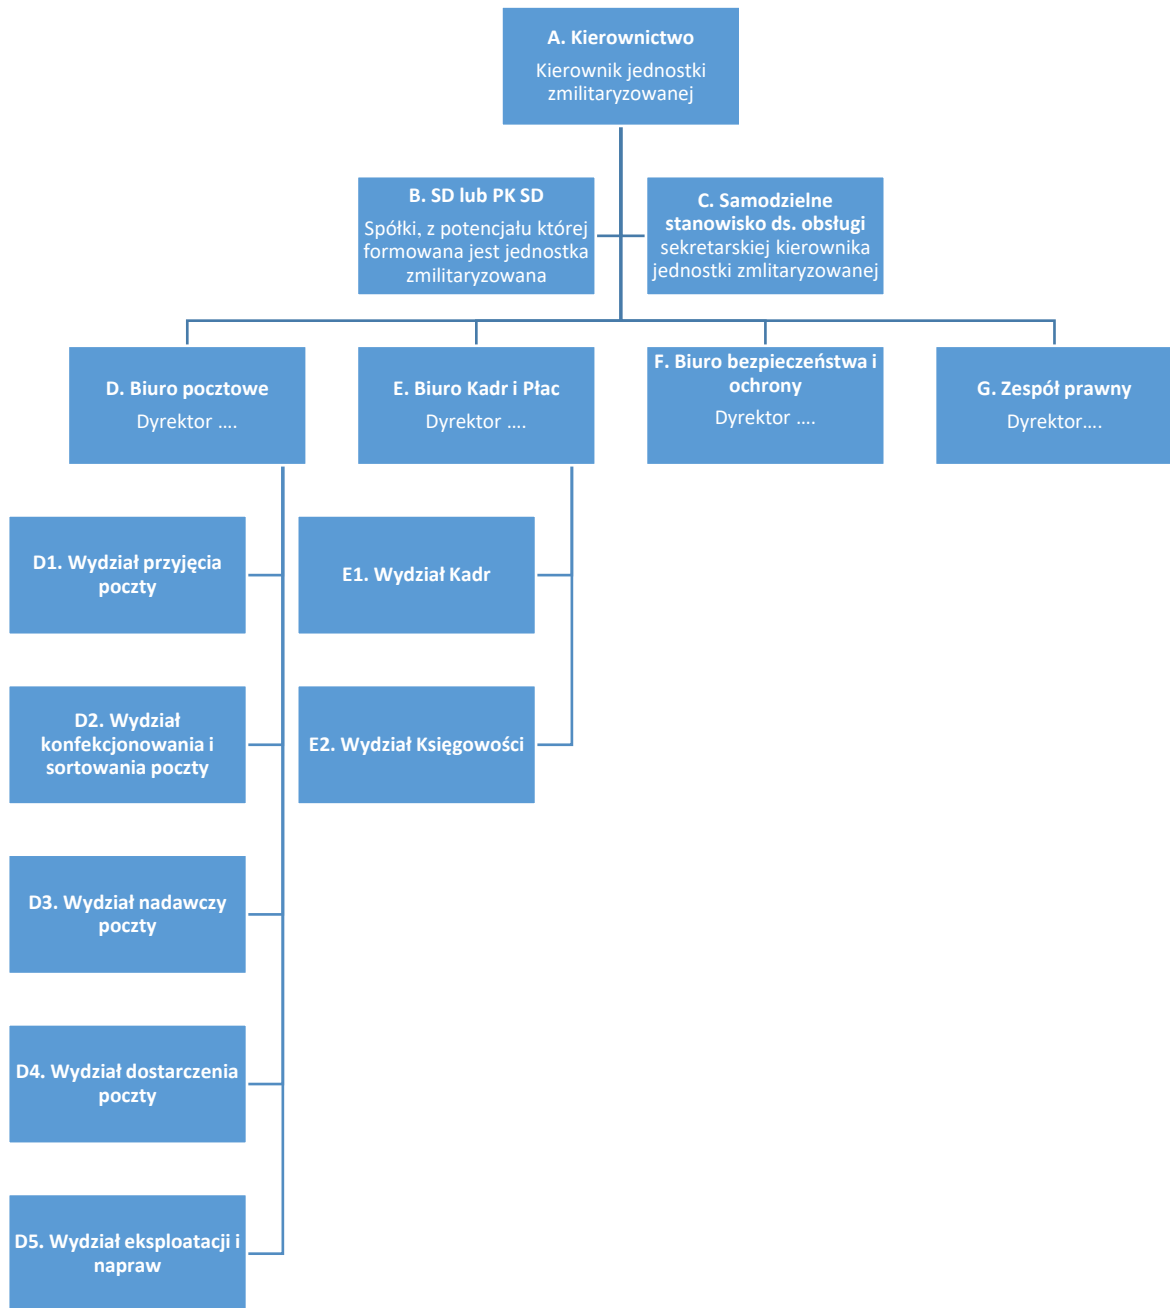 A. Kierownictwo
Kierownik jednostki
zmilitaryzowanej
B. SD lub PK SD
Spółki, z potencjału której
formowana jest jednostka
zmilitaryzowana
C. Samodzielne
stanowisko ds. obsługi
sekretarskiej kierownika
jednostki zmlitaryzowanej
D. Biuro pocztowe
Dyrektor ....
E. Biuro Kadr i Płac
Dyrektor ....
F. Biuro bezpieczeństwa i
ochrony
Dyrektor ....
G. Zespół prawny
Dyrektor....
D1. Wydział przyjęcia
poczty
E1. Wydział Kadr
D2. Wydział
konfekcjonowania i
sortowania poczty
E2. Wydział Księgowości
D3. Wydział nadawczy
poczty
D4. Wydział dostarczenia
poczty
D5. Wydział eksploatacji i
napraw